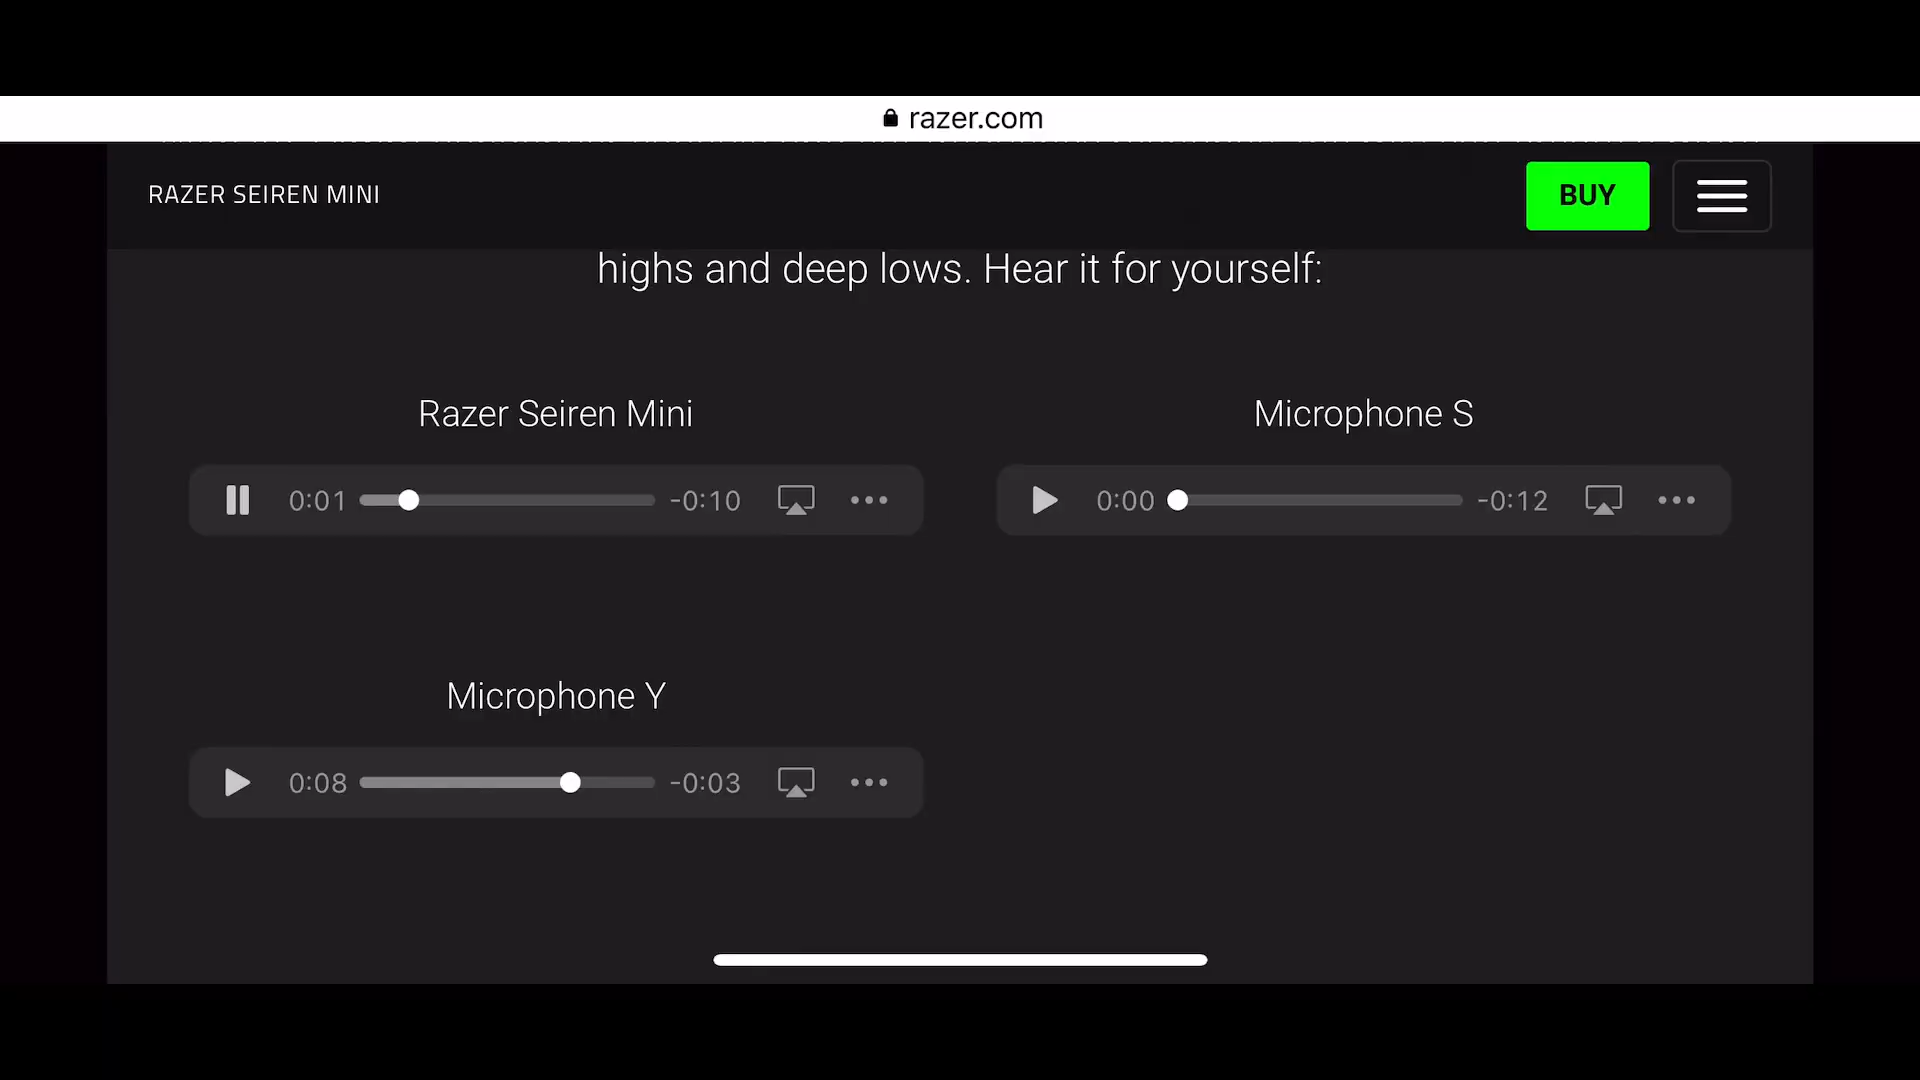 razer.com
RAZER SEIREN MINI
BUY
highs and deep lows. Hear it for yourself:
Razer Seiren Mini
Microphone S
0:01
-0:10
0:00
-0:12
Microphone Y
0:08
-0:03